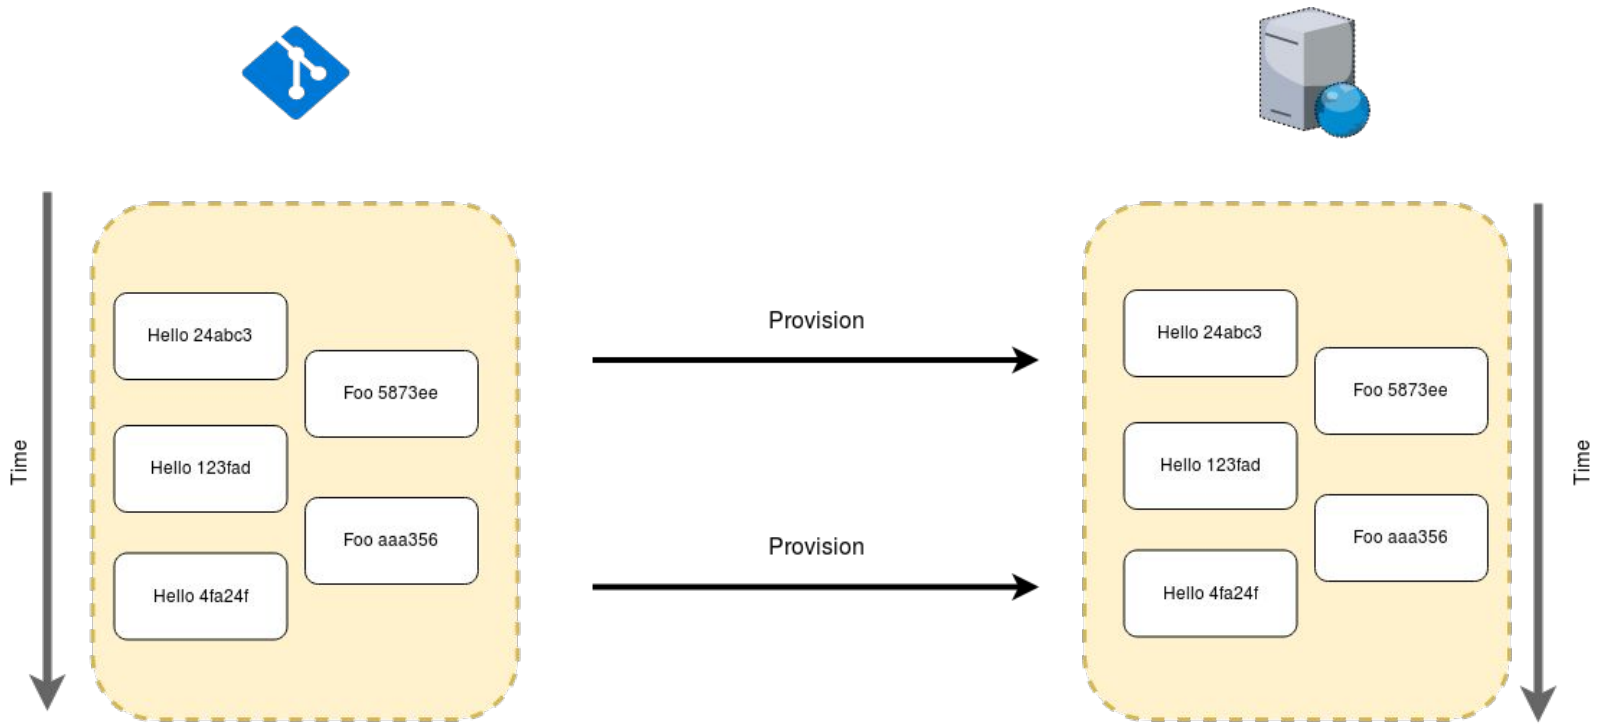 Time
Hello 24abc3
Foo 5873ee
Hello 123fad
Foo aaa356
Hello 4fa24f
Provision
Provision
Hello 24abc3
Foo 5873ee
Hello 123fad
Foo aaa356
Hello 4fa24f
Time